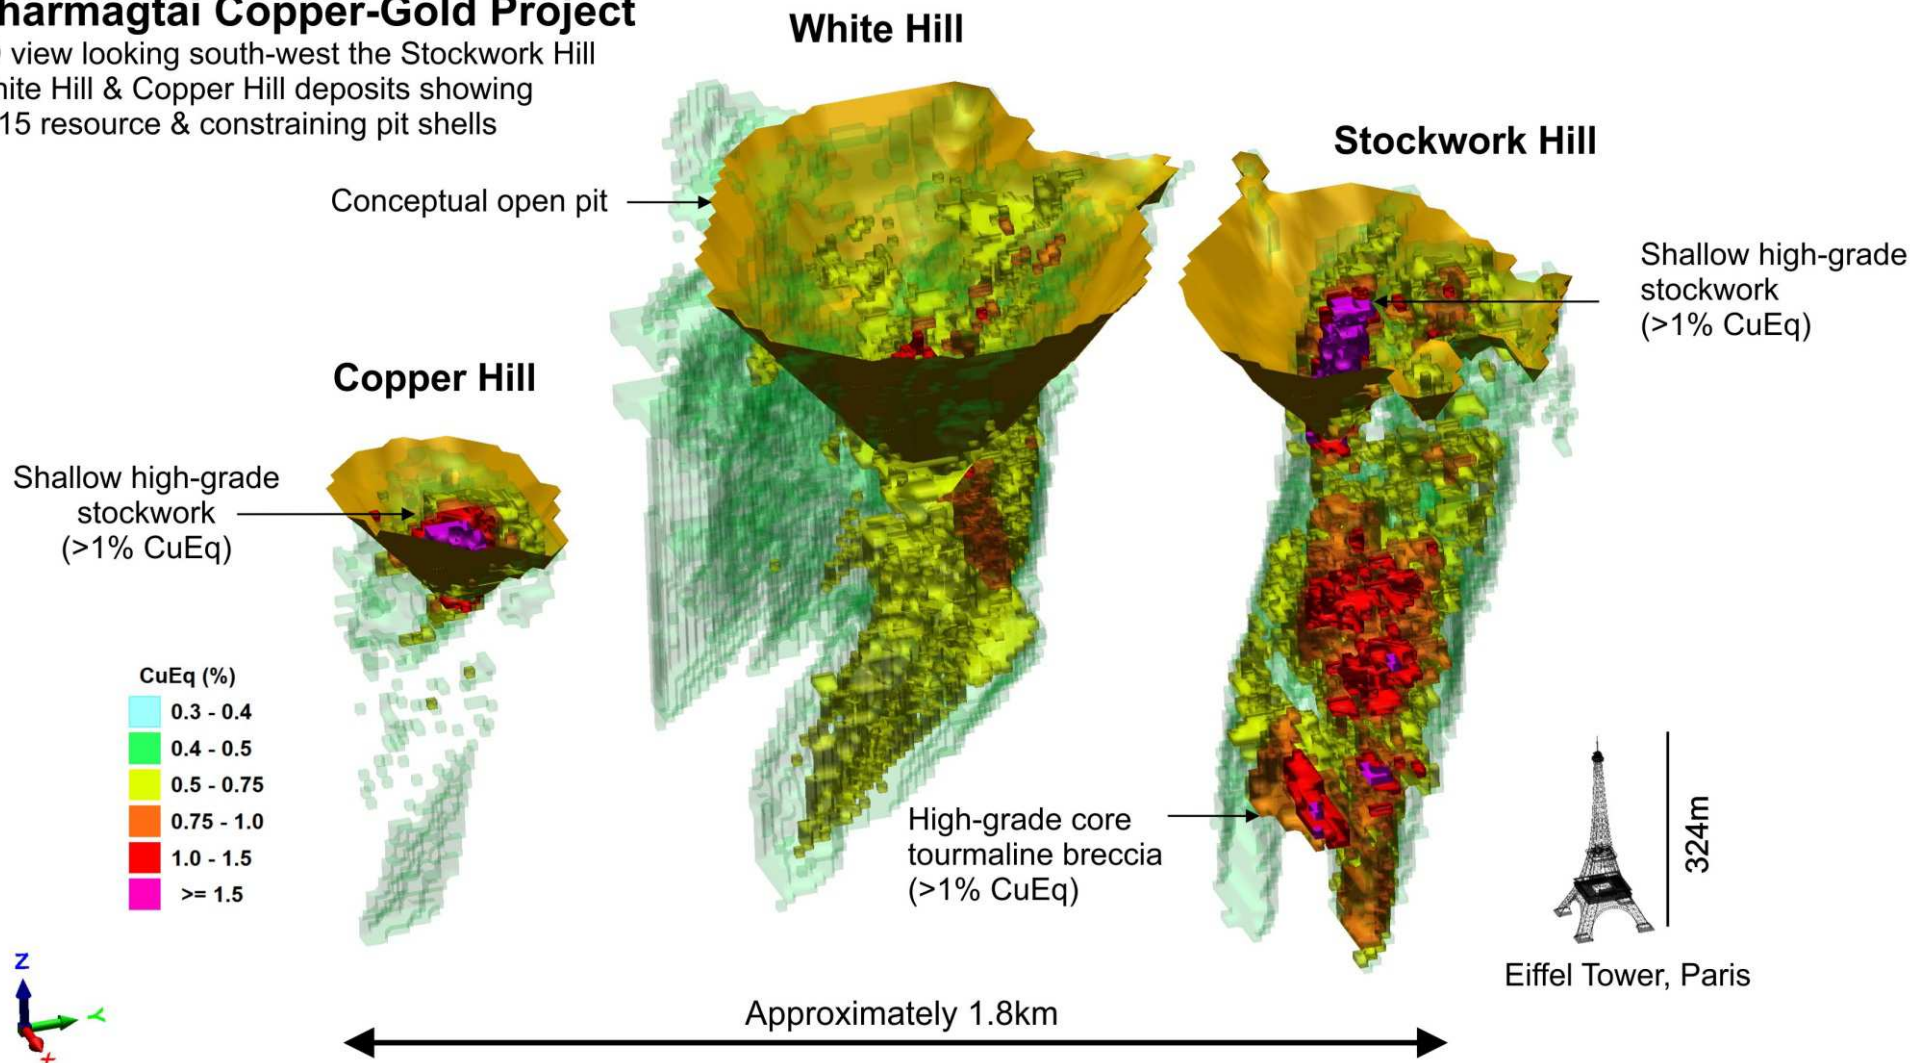 harmagtai Copper-Gold Project
view looking south-west the Stockwork Hill
hite Hill & Copper Hill deposits showing
15 resource & constraining pit shells
White Hill
Stockwork Hill
Conceptual open pit
Shallow high-grade
stockwork
(>1% CuEq)
Copper Hill
Shallow high-grade
stockwork
(>1% CuEq)
CuEq (%)
0.3 - 0.4
0.4 - 0.5
0.5 - 0.75
0.75 - 1.0
1.0 - 1.5
>= 1.5
High-grade core
tourmaline breccia
(>1% CuEq)
324m
Eiffel Tower, Paris
Approximately 1.8km
Z
Y
X